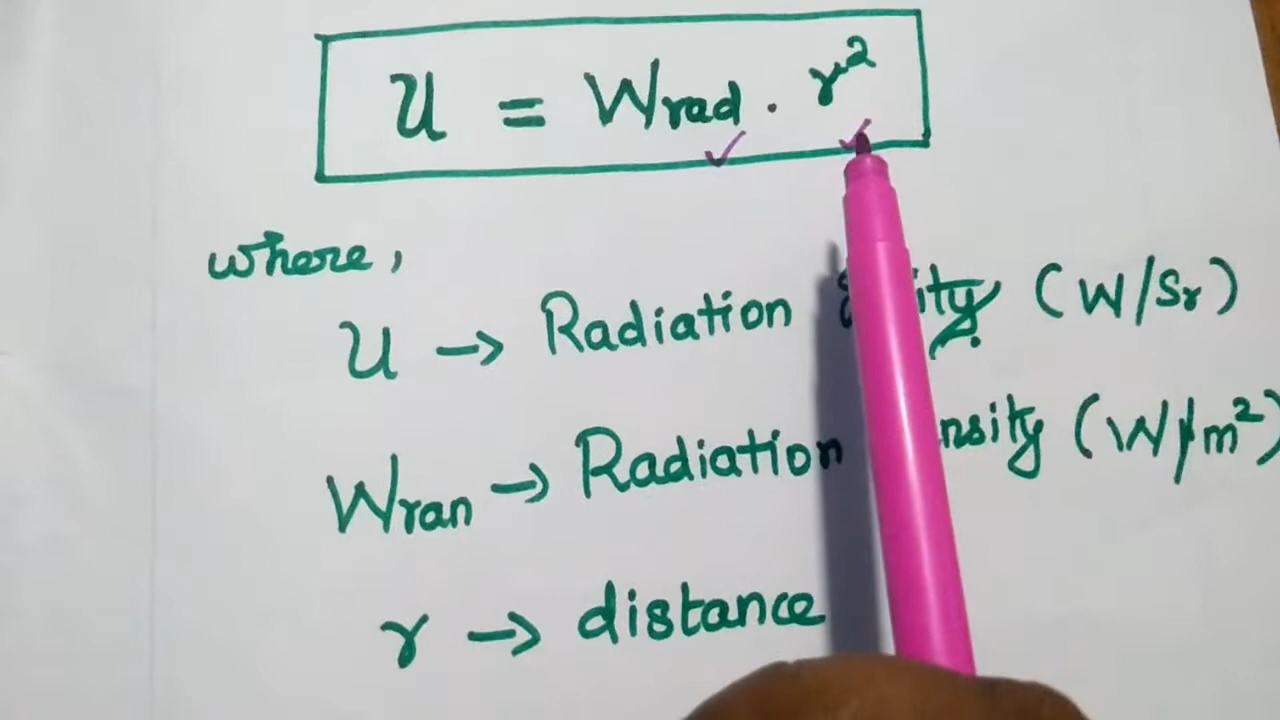 U = Wrad . r²
where,
U → Radiation (W/Sr)
Wran → Radiation (W/m²)
r → distance